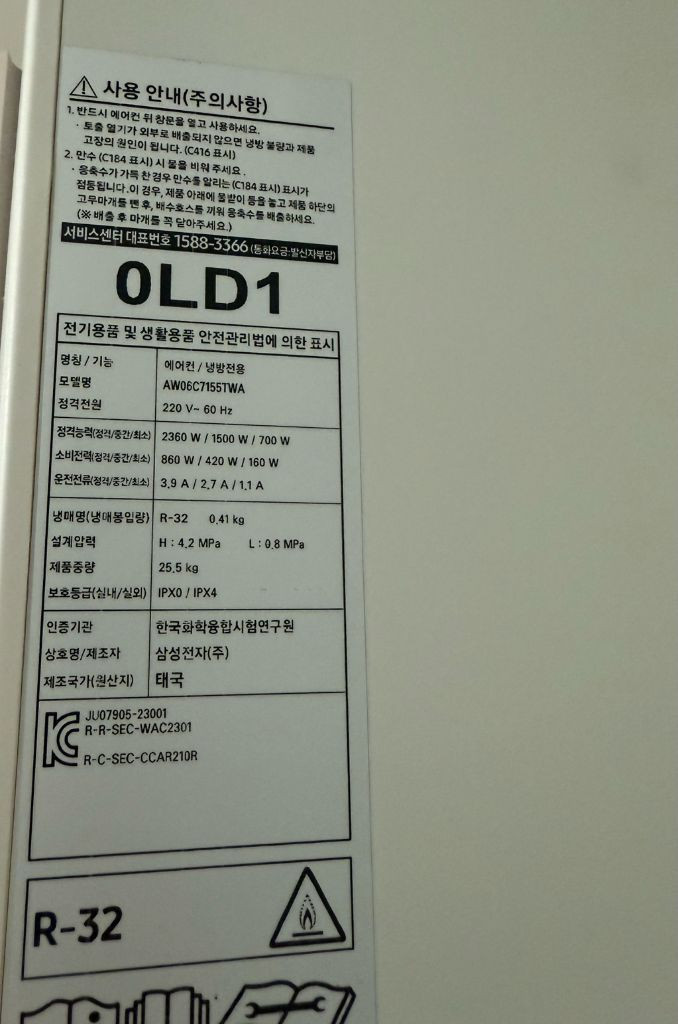 사용 안내(주의사항)
1. 반드시 에어컨 뒤 창문을 열고 사용하세요.
· 토출 열기가 외부로 배출되지 않으면 냉방 불량과 제품
고장의 원인이 됩니다. (C416 표시)
2. 만수 (C184 표시) 시 물을 비워 주세요.
· 응축수가 가득 찬 경우 만수를 알리는 (C184 표시) 표시가
점등됩니다.이 경우, 제품 아래에 물받이 등을 놓고 제품 하단의
고무마개를 뺀 후, 배수호스를 끼워 응축수를 배출하세요.
(※ 배출 후 마개를 꼭 닫아주세요.)
서비스센터 대표번호 1588-3366 (통화요금:발신자부담)
0LD1
전기용품 및 생활용품 안전관리법에 의한 표시
명칭 / 기능 에어컨 / 냉방전용
모델명 AW06C7155TWA
정격전원 220 V~ 60 Hz
정격능력(정격/중간/최소) 2360 W / 1500 W / 700 W
소비전력(정격/중간/최소) 860 W / 420 W / 160 W
운전전류(정격/중간/최소) 3.9 A / 2.7 A / 1.1 A
냉매명(냉매봉입량) R-32 0.41 kg
설계압력 H : 4.2 MPa L : 0.8 MPa
제품중량 25.5 kg
보호등급(실내/실외) IPX0 / IPX4
인증기관 한국화학융합시험연구원
상호명/제조자 삼성전자(주)
제조국가(원산지) 태국
JU07905-23001
R-R-SEC-WAC2301
R-C-SEC-CCAR210R
R-32